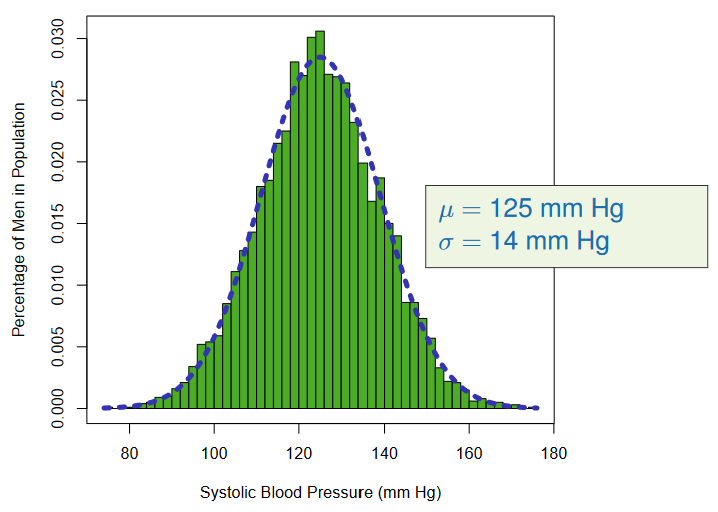 Percentage of Men in Population
0.030
0.025
0.020
0.015
0.010
0.005
0.000
μ = 125 mm Hg
σ = 14 mm Hg
80 100 120 140 160 180
Systolic Blood Pressure (mm Hg)